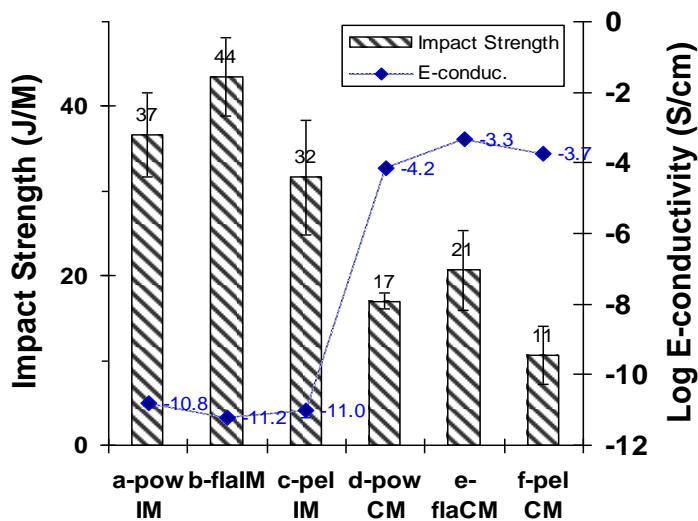 Impact Strength (J/M)
Log E-conductivity (S/cm)
Impact Strength
E-conduc.
60
40
20
0
0
-2
-4
-6
-8
-10
-12
37
44
32
17
21
11
-10.8
-11.2
-11.0
-4.2
-3.3
-3.7
a-pow
IM
b-flaIM
c-pel
IM
d-pow
CM
e-
flaCM
f-pel
CM